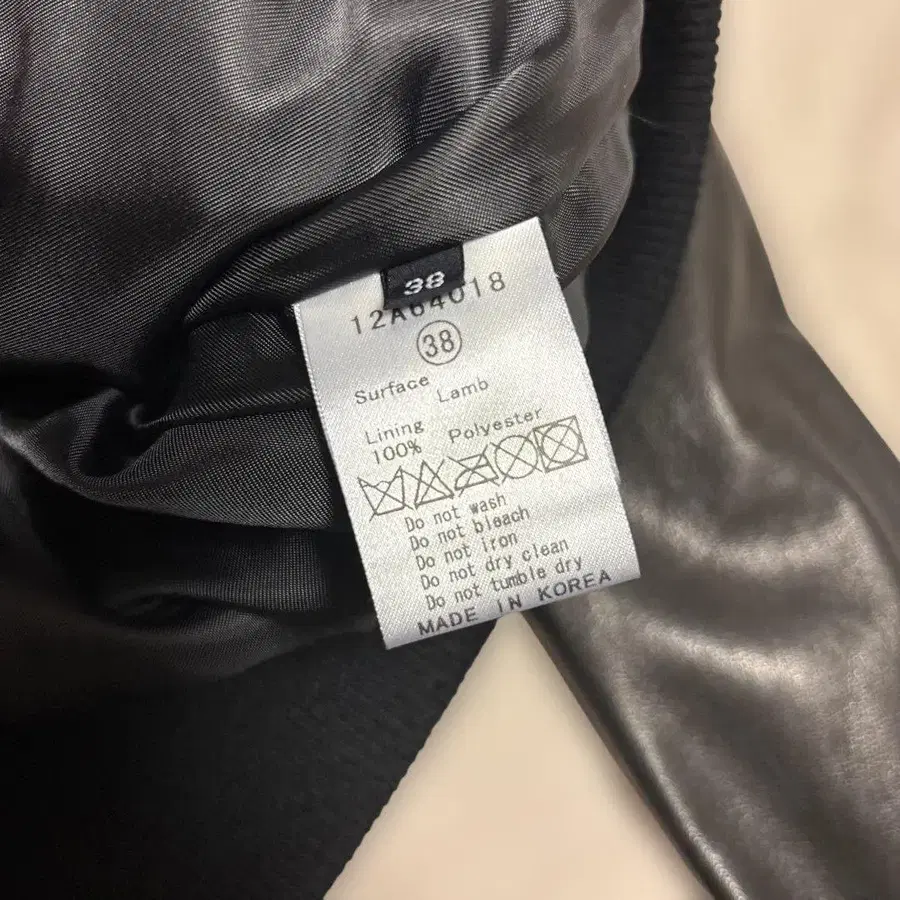 38
12A64018
38
Surface
Lamb
Lining
100% Polyester
Do not wash
Do not bleach
Do not iron
Do not dry clean
Do not tumble dry
MADE IN KOREA